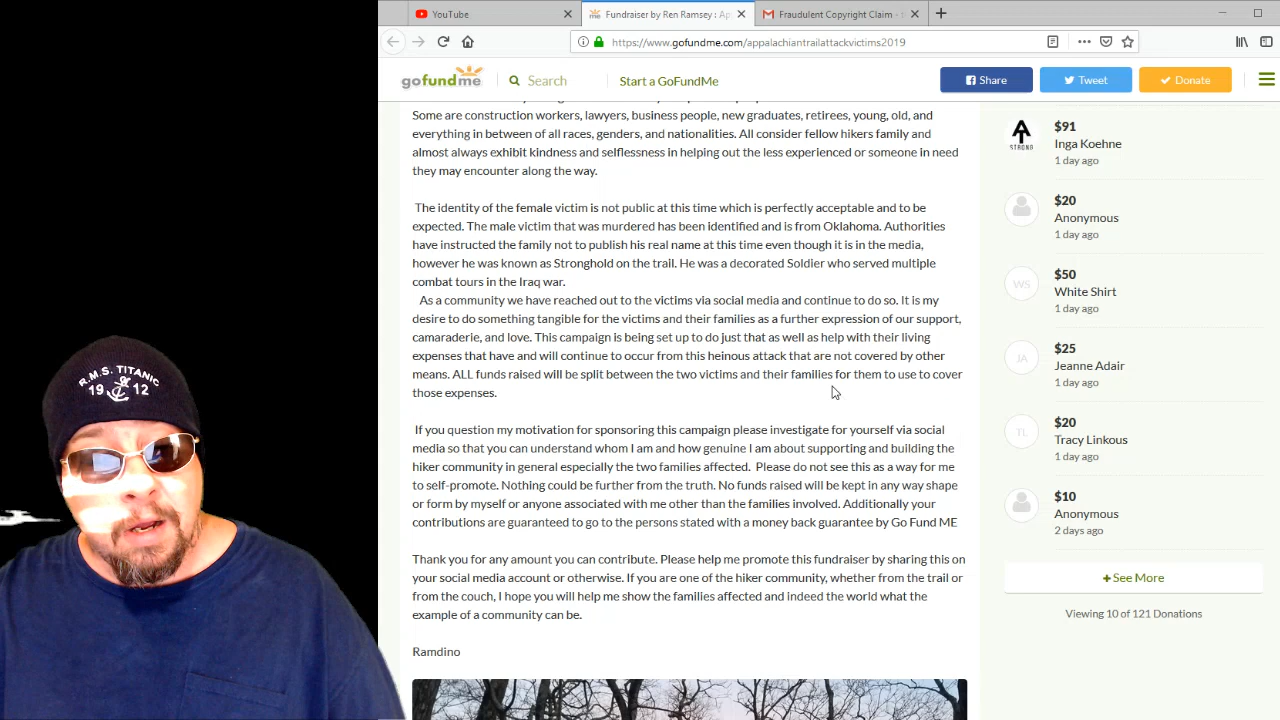 YouTube
Fundraiser by Ren Ramsey : Ap
Fraudulent Copyright Claim -
https://www.gofundme.com/appalachiantrailattackvictims2019
gofundme
Search
Start a GoFundMe
Share
Tweet
Donate
Some are construction workers, lawyers, business people, new graduates, retirees, young, old, and
everything in between of all races, genders, and nationalities. All consider fellow hikers family and
almost always exhibit kindness and selflessness in helping out the less experienced or someone in need
they may encounter along the way.
The identity of the female victim is not public at this time which is perfectly acceptable and to be
expected. The male victim that was murdered has been identified and is from Oklahoma. Authorities
have instructed the family not to publish his real name at this time even though it is in the media,
however he was known as Stronghold on the trail. He was a decorated Soldier who served multiple
combat tours in the Iraq war.
As a community we have reached out to the victims via social media and continue to do so. It is my
desire to do something tangible for the victims and their families as a further expression of our support,
camaraderie, and love. This campaign is being set up to do just that as well as help with their living
expenses that have and will continue to occur from this heinous attack that are not covered by other
means. ALL funds raised will be split between the two victims and their families for them to use to cover
those expenses.
If you question my motivation for sponsoring this campaign please investigate for yourself via social
media so that you can understand whom I am and how genuine I am about supporting and building the
hiker community in general especially the two families affected. Please do not see this as a way for me
to self-promote. Nothing could be further from the truth. No funds raised will be kept in any way shape
or form by myself or anyone associated with me other than the families involved. Additionally your
contributions are guaranteed to go to the persons stated with a money back guarantee by Go Fund ME
Thank you for any amount you can contribute. Please help me promote this fundraiser by sharing this on
your social media account or otherwise. If you are one of the hiker community, whether from the trail or
from the couch, I hope you will help me show the families affected and indeed the world what the
example of a community can be.
Ramdino
STRONG
$91
Inga Koehne
1 day ago
$20
Anonymous
1 day ago
WS
$50
White Shirt
1 day ago
JA
$25
Jeanne Adair
1 day ago
TL
$20
Tracy Linkous
1 day ago
$10
Anonymous
2 days ago
+See More
Viewing 10 of 121 Donations
R.M.S. TITANIC
19 12